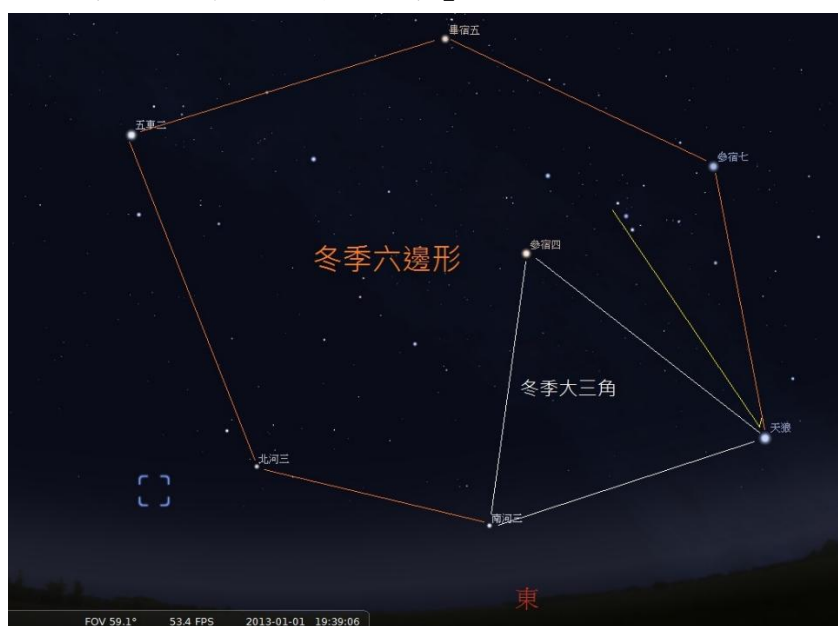 畢宿五
五車二
參宿七
參宿四
冬季六邊形
冬季大三角
天狼
北河三
南河三
東
FOV 59.1° 53.4 FPS 2013-01-01 19:39:06